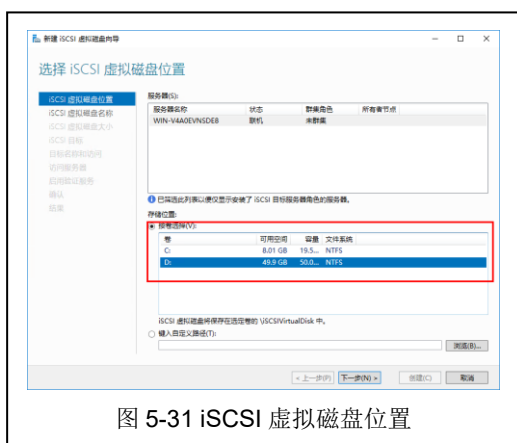 新建 iSCSI 虚拟磁盘向导
选择 iSCSI 虚拟磁盘位置
iSCSI 虚拟磁盘位置
iSCSI 虚拟磁盘名称
iSCSI 虚拟磁盘大小
iSCSI 目标
目标名称和访问
访问服务器
启用验证服务
确认
结果
服务器(S):
服务器名称 状态 群集角色 所有者节点
WIN-V4A0EVNSDE8 联机 未群集
已筛选此列表以便仅显示安装了 iSCSI 目标服务器角色的服务器。
存储位置:
按卷选择(V):
卷 可用空间 容量 文件系统
C: 8.01 GB 19.5... NTFS
D: 49.9 GB 50.0... NTFS
iSCSI 虚拟磁盘将保存在选定卷的 \iSCSIVirtualDisk 中。
键入自定义路径(T):
浏览(B)...
< 上一步(P) 下一步(N) > 创建(C) 取消
图 5-31 iSCSI 虚拟磁盘位置